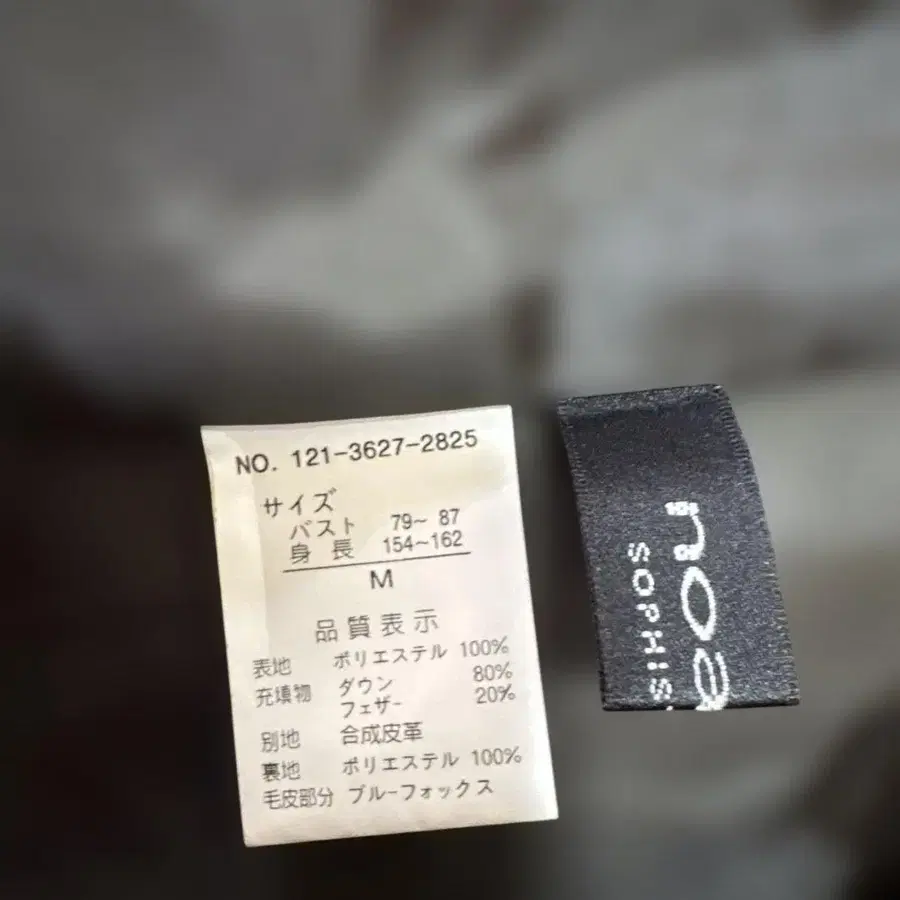 NO. 121-3627-2825
サイズ
バスト 79~ 87
身 長 154~162
M
品質表示
表地 ポリエステル 100%
充填物 ダウン 80%
フェザー 20%
別地 合成皮革
裏地 ポリエステル 100%
毛皮部分 ブルーフォックス
SOPHIS